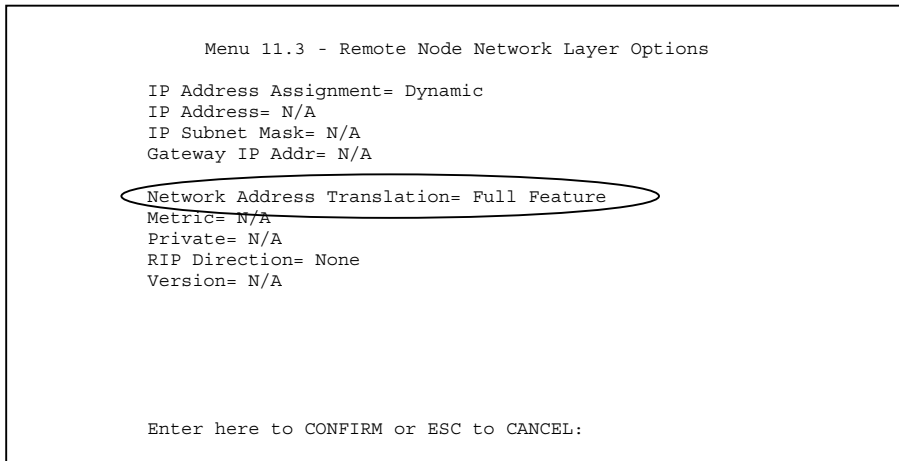 Menu 11.3 - Remote Node Network Layer Options
IP Address Assignment= Dynamic
IP Address= N/A
IP Subnet Mask= N/A
Gateway IP Addr= N/A
Network Address Translation= Full Feature
Metric= N/A
Private= N/A
RIP Direction= None
Version= N/A
Enter here to CONFIRM or ESC to CANCEL: